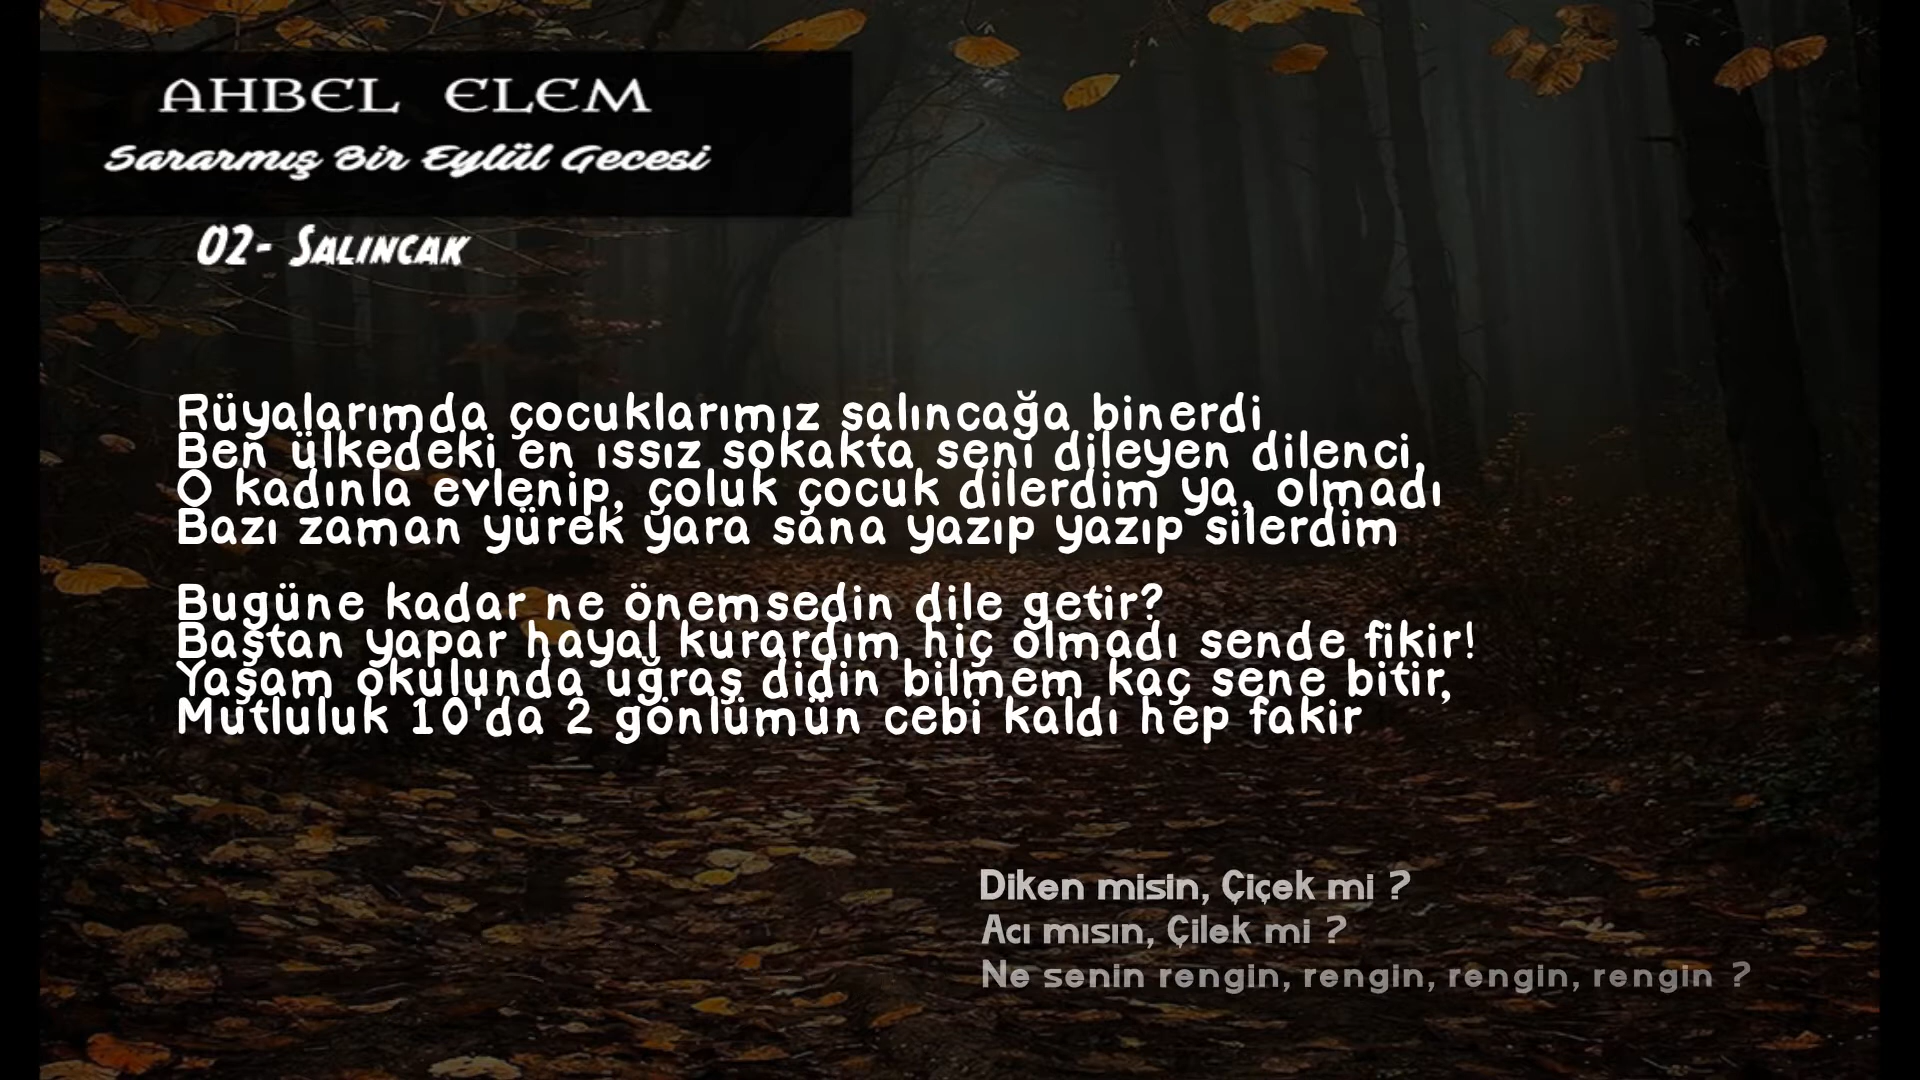 AHBEL ELEM
Sararmış Bir Eylül Gecesi
02- SALINCAK
Rüyalarımda çocuklarımız salıncağa binerdi
Ben ülkedeki en ıssız sokakta seni dileyen dilenci,
O kadınla evlenip, çoluk çocuk dilerdim ya, olmadı
Bazı zaman yürek yara sana yazıp yazıp silerdim
Bugüne kadar ne önemsedin dile getir?
Baştan yapar hayal kurardım hiç olmadı sende fikir!
Yaşam okulunda uğraş didin bilmem kaç sene bitir,
Mutluluk 10'da 2 gönlümün cebi kaldı hep fakir
Diken misin, Çiçek mi ?
Acı mısın, Çilek mi ?
Ne senin rengin, rengin, rengin, rengin ?